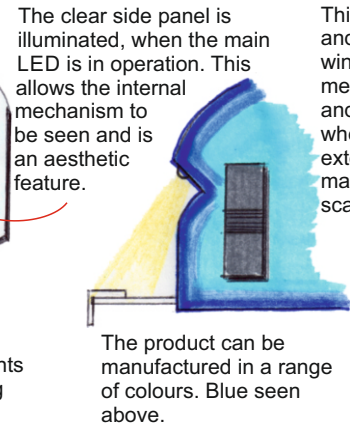 The clear side panel is
illuminated, when the main
LED is in operation. This
allows the internal
mechanism to
be seen and is
an aesthetic
feature.
The product can be
manufactured in a range
of colours. Blue seen
above.